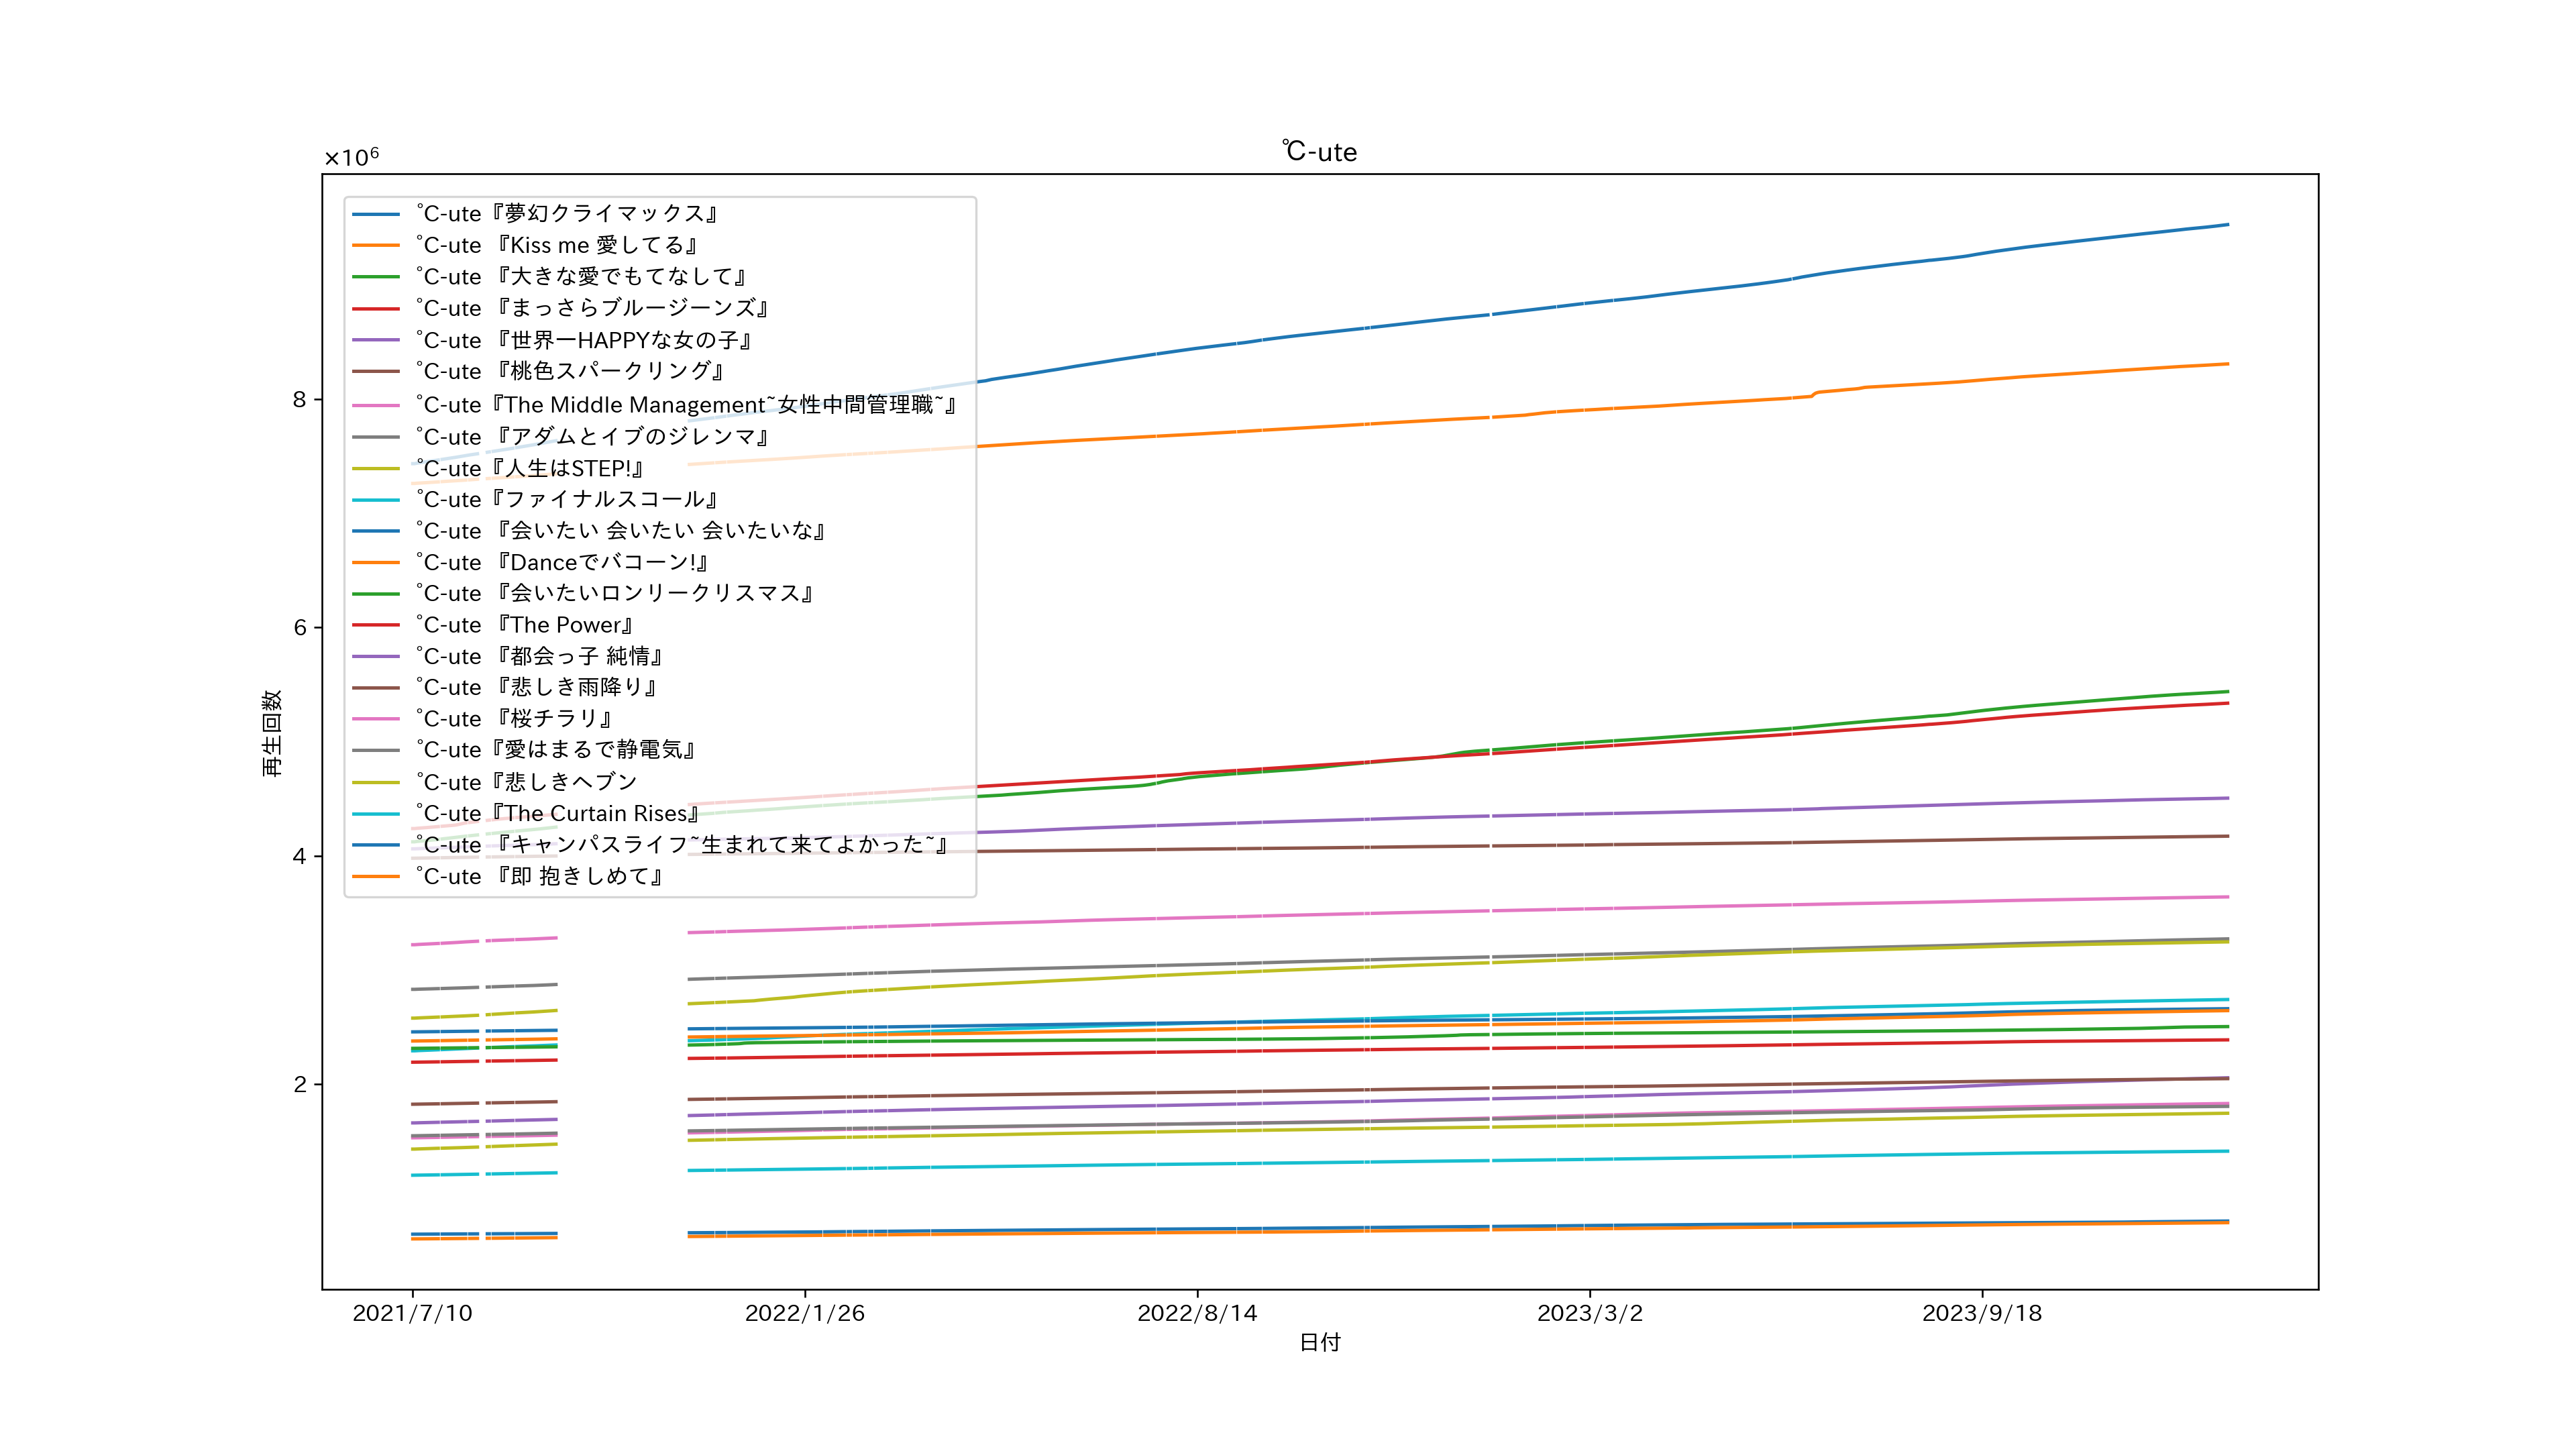 ℃-ute
×10⁶
8
6
4
2
再生回数
°C-ute『夢幻クライマックス』
°C-ute 『Kiss me 愛してる』
°C-ute 『大きな愛でもてなして』
°C-ute 『まっさらブルージーンズ』
°C-ute 『世界一HAPPYな女の子』
°C-ute 『桃色スパークリング』
°C-ute『The Middle Management~女性中間管理職~』
°C-ute 『アダムとイブのジレンマ』
°C-ute『人生はSTEP!』
°C-ute『ファイナルスコール』
°C-ute 『会いたい 会いたい 会いたいな』
°C-ute 『Danceでバコーン!』
°C-ute 『会いたいロンリークリスマス』
°C-ute 『The Power』
°C-ute 『都会っ子 純情』
°C-ute 『悲しき雨降り』
°C-ute 『桜チラリ』
°C-ute『愛はまるで静電気』
°C-ute『悲しきヘブン
°C-ute『The Curtain Rises』
°C-ute 『キャンパスライフ~生まれて来てよかった~』
°C-ute 『即 抱きしめて』
2021/7/10
2022/1/26
2022/8/14
2023/3/2
2023/9/18
日付